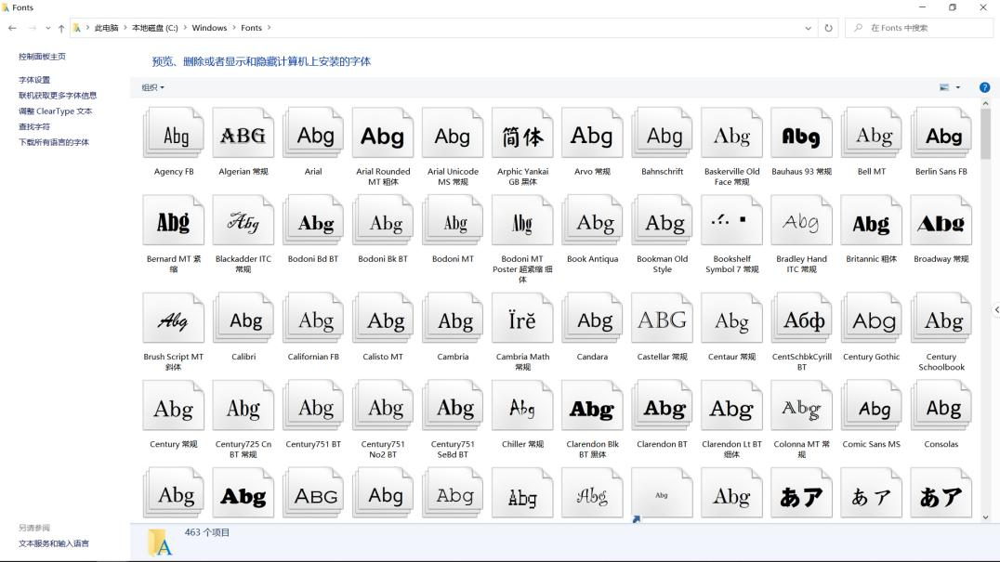 Fonts
此电脑 › 本地磁盘 (C:) › Windows › Fonts ›
在 Fonts 中搜索
控制面板主页
字体设置
联机获取更多字体信息
调整 ClearType 文本
查找字符
下载所有语言的字体
预览、删除或者显示和隐藏计算机上安装的字体
组织
?
Abg ABG Abg Abg Abg 简体 Abg Abg Abg Abg Abg Abg
Agency FB
Algerian 常规
Arial
Arial Rounded
MT 粗体
Arial Unicode
MS 常规
Arphic Yankai
GB 黑体
Arvo 常规
Bahnschrift
Baskerville Old
Face 常规
Bauhaus 93 常规
Bell MT
Berlin Sans FB
Abg Abg Abg Abg Abg Abg Abg Abg Abg Abg Abg
Bernard MT 紧
缩
Blackadder ITC
常规
Bodoni Bd BT
Bodoni Bk BT
Bodoni MT
Bodoni MT
Poster 超紧缩 细
体
Book Antiqua
Bookman Old
Style
Bookshelf
Symbol 7 常规
Bradley Hand
ITC 常规
Britannic 粗体
Broadway 常规
Abg Abg Abg Abg Abg Ïrĕ Abg ABG Abg Абф Abg Abg
Brush Script MT
斜体
Calibri
Californian FB
Calisto MT
Cambria
Cambria Math
常规
Candara
Castellar 常规
Centaur 常规
CentSchbkCyrill
BT
Century Gothic
Century
Schoolbook
Abg Abg Abg Abg Abg Abg Abg Abg Abg Abg Abg Abg
Century 常规
Century725 Cn
BT 常规
Century751 BT
Century751
No2 BT
Century751
SeBd BT
Chiller 常规
Clarendon Blk
BT 黑体
Clarendon BT
Clarendon Lt BT
细体
Colonna MT 常
规
Comic Sans MS
Consolas
Abg Abg ABG Abg Abg Abg Abg Abg Abg あア あア あア
另请参阅
文本服务和输入语言
463 个项目